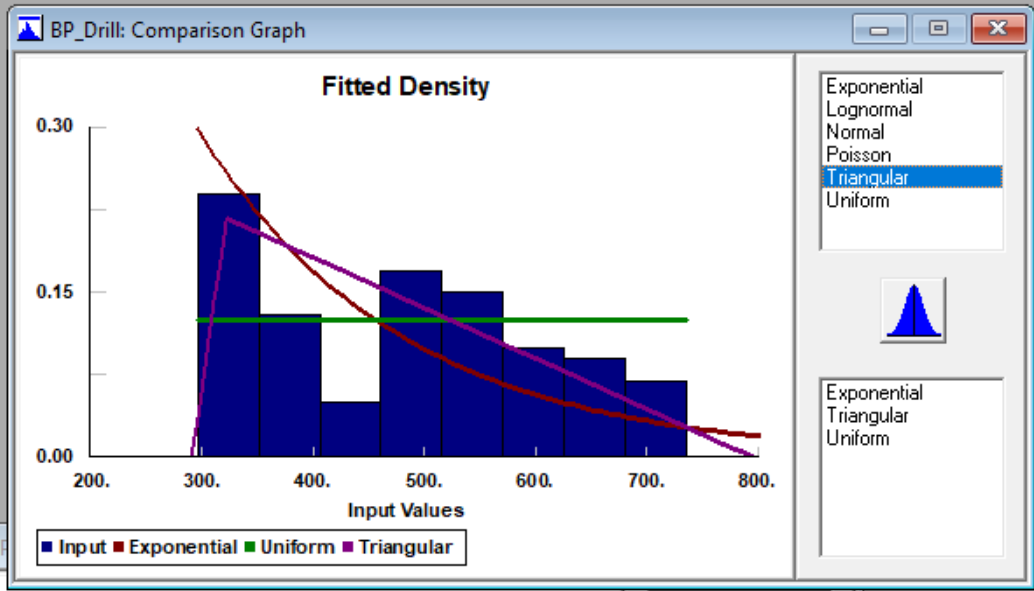 BP_Drill: Comparison Graph
Fitted Density
0.30
0.15
0.00
200. 300. 400. 500. 600. 700. 800.
Input Values
Input Exponential Uniform Triangular
Exponential
Lognormal
Normal
Poisson
Triangular
Uniform
Exponential
Triangular
Uniform